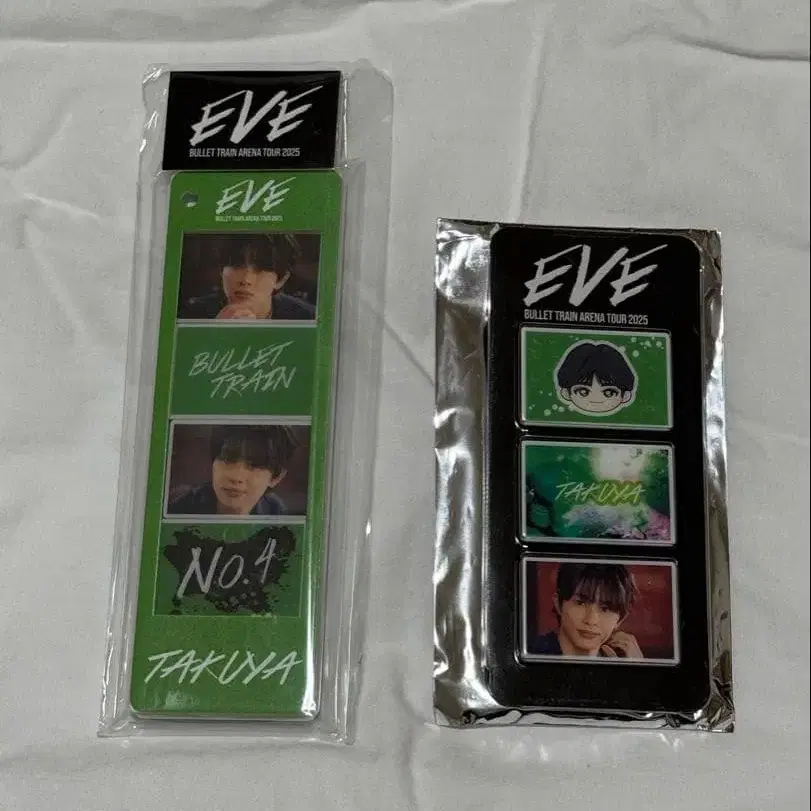 EVE
BULLET TRAIN ARENA TOUR 2025
EVE
BULLET TRAIN ARENA TOUR 2025
BULLET
TRAIN
NO.4
TAKUYA
EVE
BULLET TRAIN ARENA TOUR 2025
TAKUYA